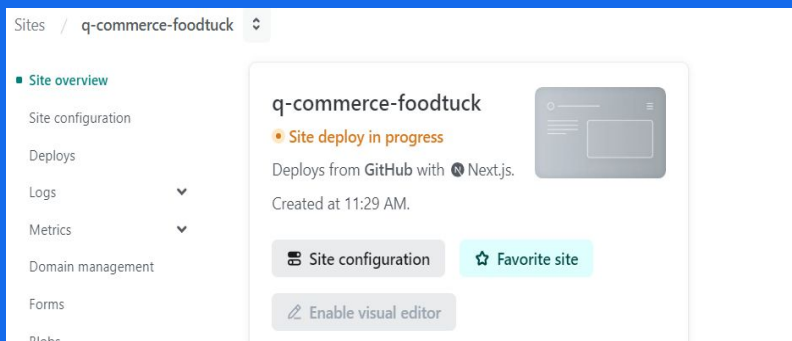 Sites / q-commerce-foodtuck
Site overview
Site configuration
Deploys
Logs
Metrics
Domain management
Forms
Blobs
q-commerce-foodtuck
Site deploy in progress
Deploys from GitHub with N Next.js.
Created at 11:29 AM.
Site configuration
Favorite site
Enable visual editor